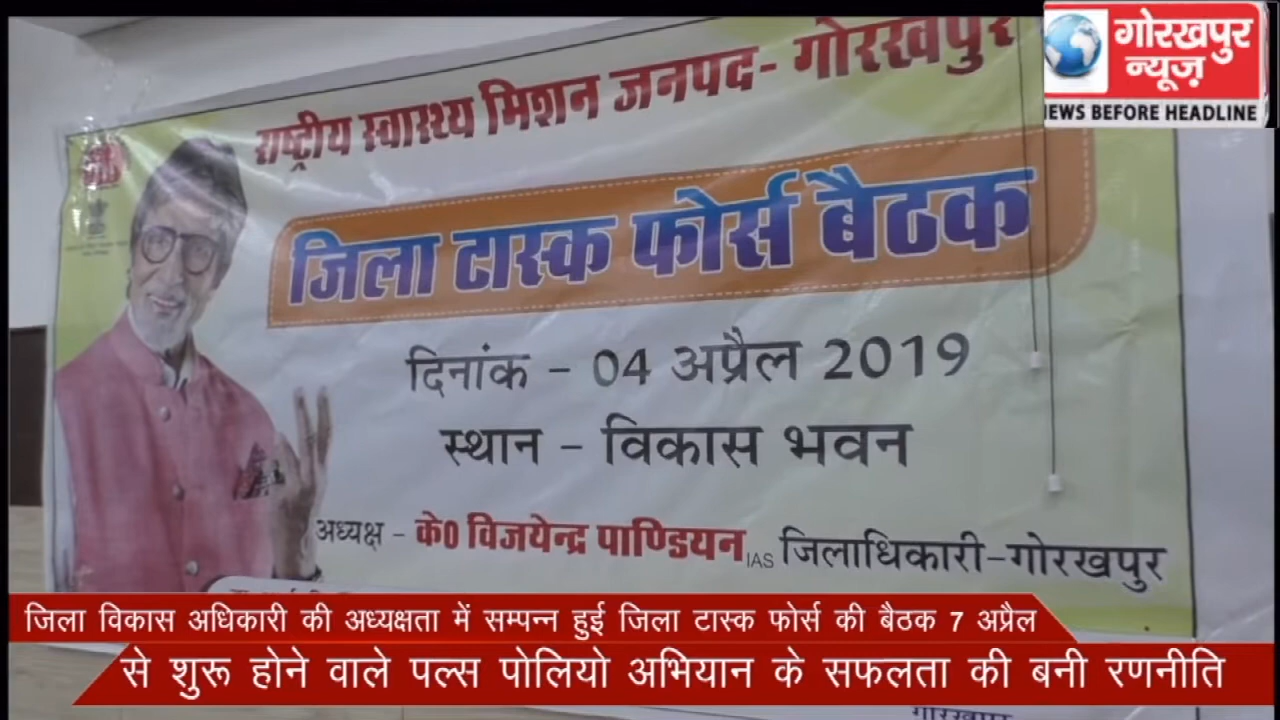 गोरखपुर
न्यूज़
NEWS BEFORE HEADLINE
राष्ट्रीय स्वास्थ्य मिशन जनपद- गोरखपुर
जिला टास्क फोर्स बैठक
दिनांक - 04 अप्रैल 2019
स्थान - विकास भवन
अध्यक्ष - के0 विजयेन्द्र पाण्डियन IAS जिलाधिकारी-गोरखपुर
जिला विकास अधिकारी की अध्यक्षता में सम्पन्न हुई जिला टास्क फोर्स की बैठक 7 अप्रैल
से शुरू होने वाले पल्स पोलियो अभियान के सफलता की बनी रणनीति